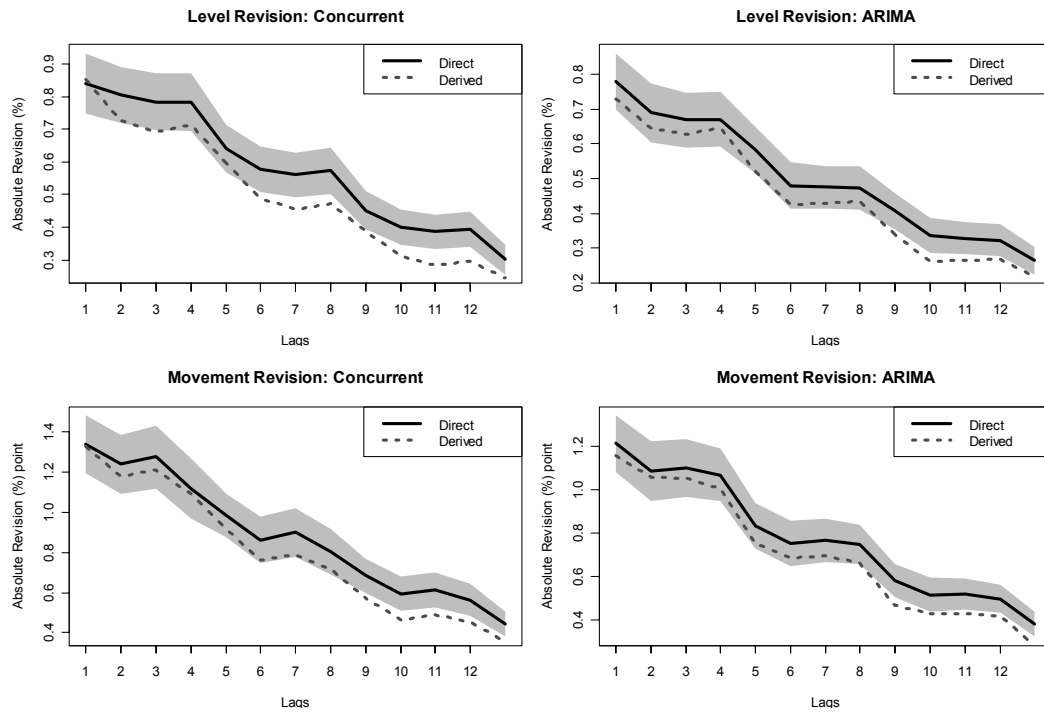 Level Revision: Concurrent
Absolute Revision (%)
0.9
0.8
0.7
0.6
0.5
0.4
0.3
Direct
Derived
1 2 3 4 5 6 7 8 9 10 11 12
Lags
Level Revision: ARIMA
Absolute Revision (%)
0.8
0.7
0.6
0.5
0.4
0.3
0.2
Direct
Derived
1 2 3 4 5 6 7 8 9 10 11 12
Lags
Movement Revision: Concurrent
Absolute Revision (%) point
1.4
1.2
1.0
0.8
0.6
0.4
Direct
Derived
1 2 3 4 5 6 7 8 9 10 11 12
Lags
Movement Revision: ARIMA
Absolute Revision (%) point
1.2
1.0
0.8
0.6
0.4
Direct
Derived
1 2 3 4 5 6 7 8 9 10 11 12
Lags